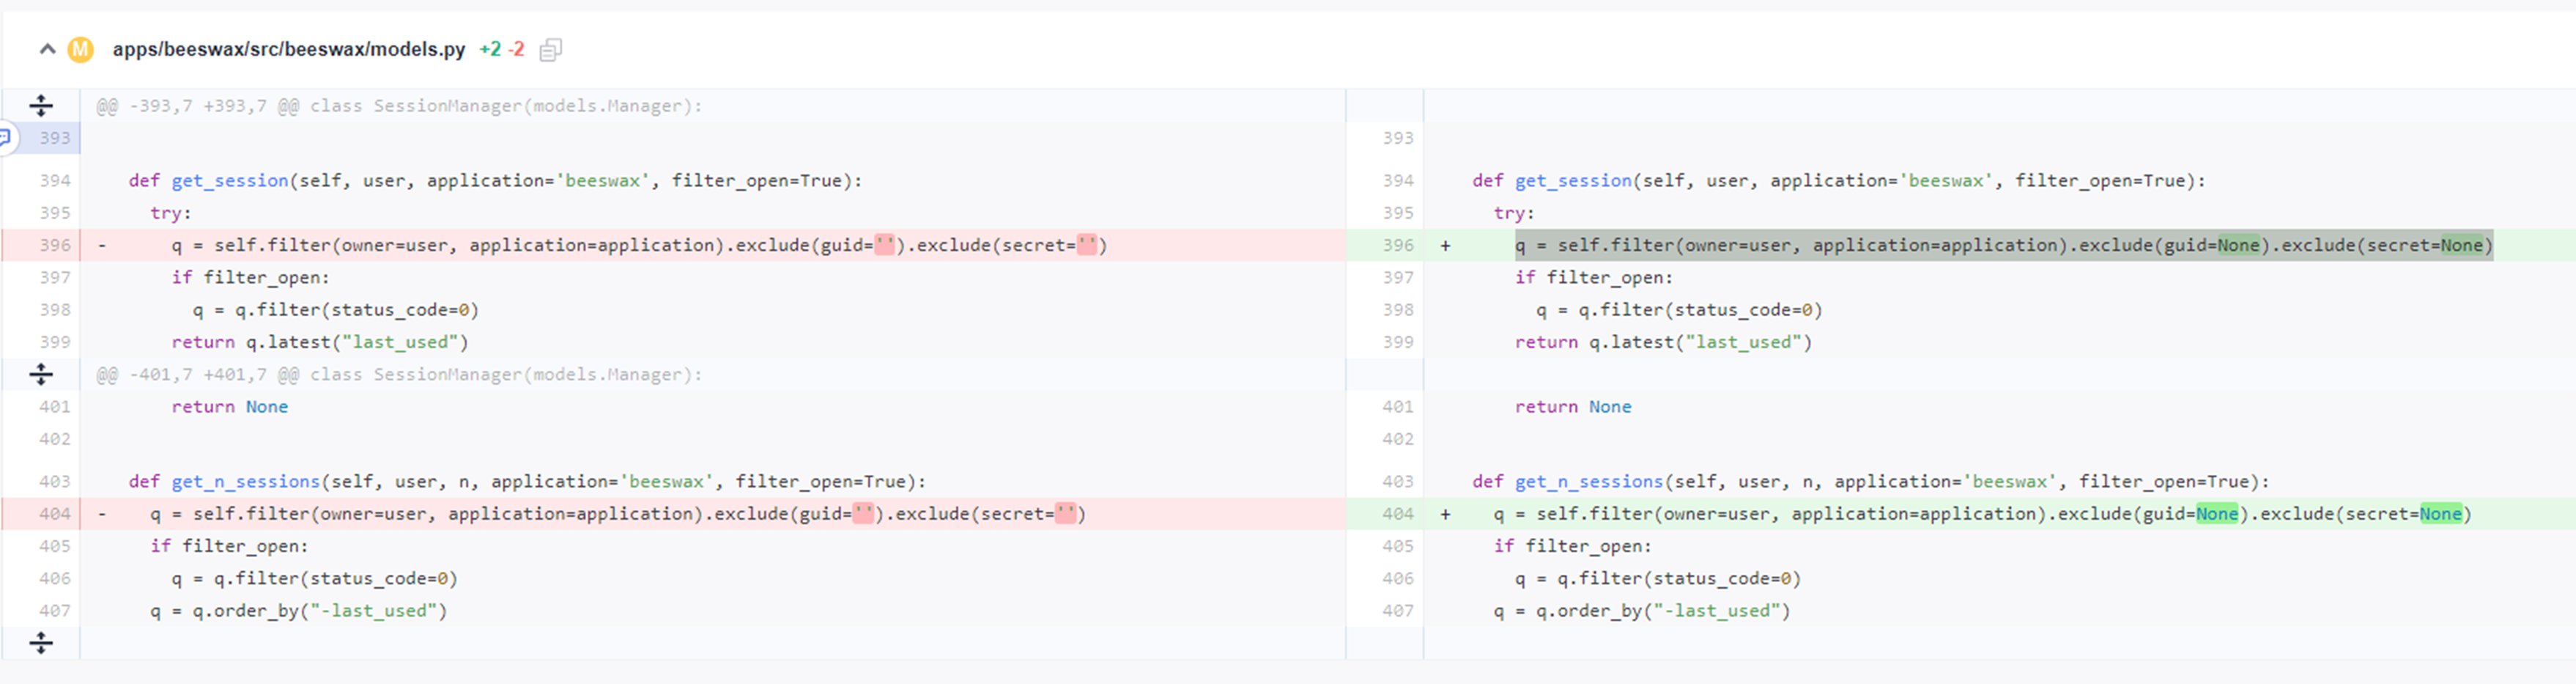 M apps/beeswax/src/beeswax/models.py +2 -2
@@ -393,7 +393,7 @@ class SessionManager(models.Manager):
393 393
394 def get_session(self, user, application='beeswax', filter_open=True): 394 def get_session(self, user, application='beeswax', filter_open=True):
395 try: 395 try:
396 - q = self.filter(owner=user, application=application).exclude(guid='').exclude(secret='') 396 + q = self.filter(owner=user, application=application).exclude(guid=None).exclude(secret=None)
397 if filter_open: 397 if filter_open:
398 q = q.filter(status_code=0) 398 q = q.filter(status_code=0)
399 return q.latest("last_used") 399 return q.latest("last_used")
@@ -401,7 +401,7 @@ class SessionManager(models.Manager):
401 return None 401 return None
402 402
403 def get_n_sessions(self, user, n, application='beeswax', filter_open=True): 403 def get_n_sessions(self, user, n, application='beeswax', filter_open=True):
404 - q = self.filter(owner=user, application=application).exclude(guid='').exclude(secret='') 404 + q = self.filter(owner=user, application=application).exclude(guid=None).exclude(secret=None)
405 if filter_open: 405 if filter_open:
406 q = q.filter(status_code=0) 406 q = q.filter(status_code=0)
407 q = q.order_by("-last_used") 407 q = q.order_by("-last_used")